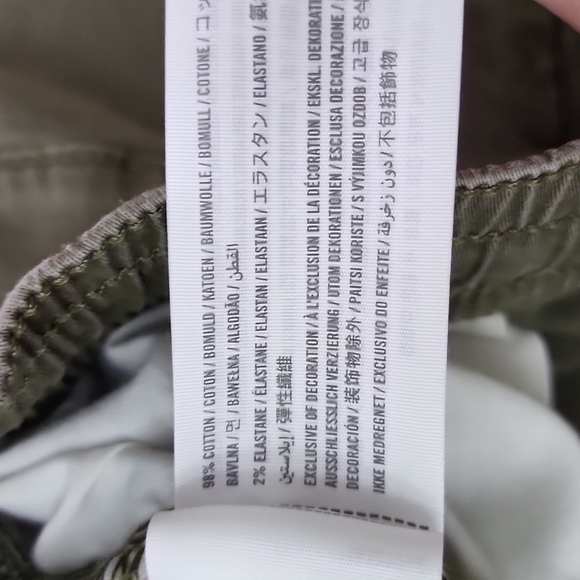 98% COTTON / COTON / BOMULD / KATOEN / BAUMWOLLE / BOMULL / COTONE / コッ
BAVLNA / 면 / BAWEŁNA / ALGODÃO / القطن
2% ELASTANE / ÉLASTANE / ELASTAN / ELASTAAN / エラスタン / ELASTANO /
إيلاستين / 彈性纖維
EXCLUSIVE OF DECORATION / À L'EXCLUSION DE LA DÉCORATION / EKSKL. DEKORATI
AUSSCHLIESSLICH VERZIERUNG / UTOM DEKORATIONEN / ESCLUSA DECORAZIONE /
DECORACIÓN / 装飾物除外 / PAITSI KORISTE / S VÝJIMKOU OZDOB / 고급 장식
IKKE MEDREGNET / EXCLUSIVO DO ENFEITE / دون زخرفة / 不包括飾物